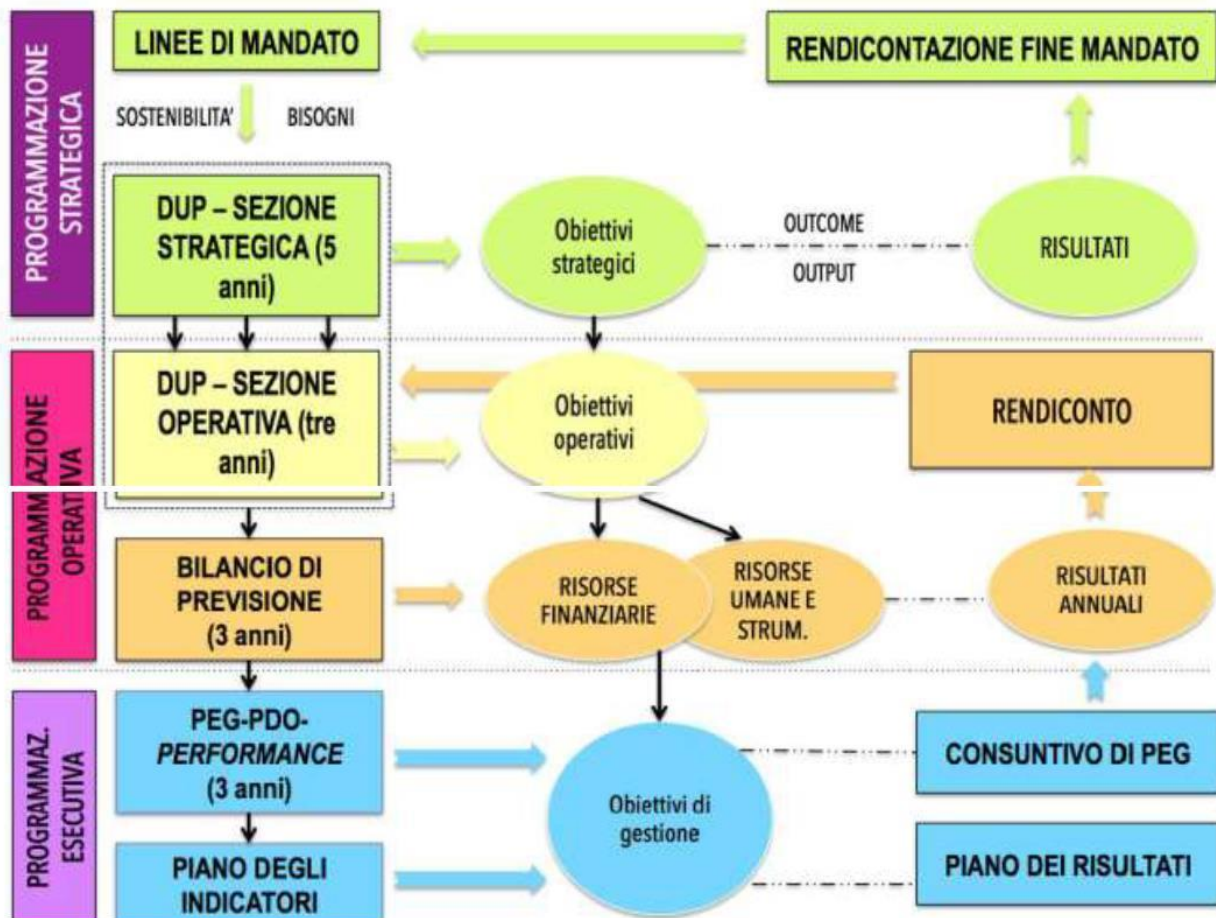 PROGRAMMAZIONE
STRATEGICA
LINEE DI MANDATO
RENDICONTAZIONE FINE MANDATO
SOSTENIBILITA'
BISOGNI
DUP – SEZIONE
STRATEGICA (5
anni)
Obiettivi
strategici
OUTCOME
OUTPUT
RISULTATI
PROGRAMMAZIONE
OPERATIVA
DUP – SEZIONE
OPERATIVA (tre
anni)
Obiettivi
operativi
RENDICONTO
BILANCIO DI
PREVISIONE
(3 anni)
RISORSE
FINANZIARIE
RISORSE
UMANE E
STRUM.
RISULTATI
ANNUALI
PROGRAMMAZ.
ESECUTIVA
PEG-PDO-
PERFORMANCE
(3 anni)
Obiettivi di
gestione
CONSUNTIVO DI PEG
PIANO DEGLI
INDICATORI
PIANO DEI RISULTATI